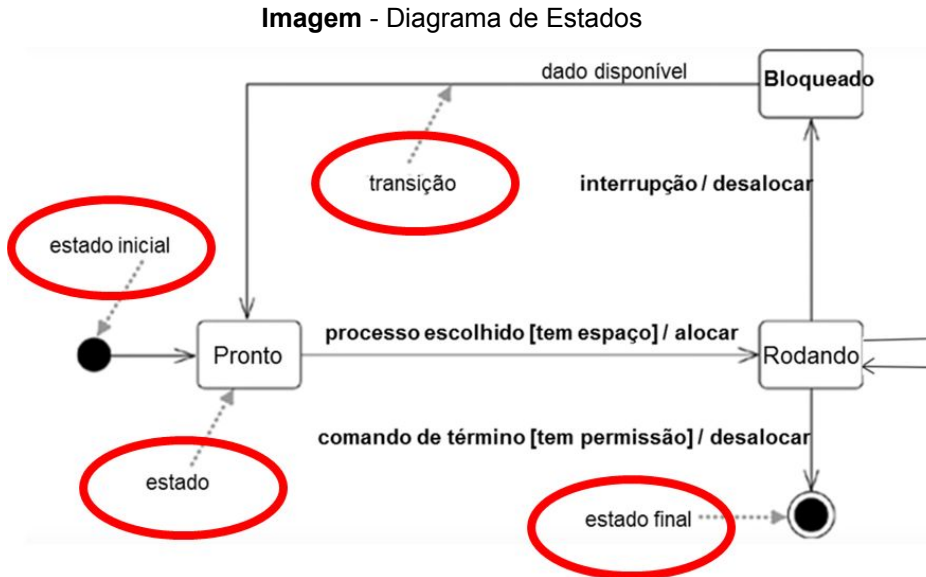 Imagem - Diagrama de Estados
dado disponível
Bloqueado
transição
interrupção / desalocar
estado inicial
processo escolhido [tem espaço] / alocar
Pronto
Rodando
comando de término [tem permissão] / desalocar
estado
estado final